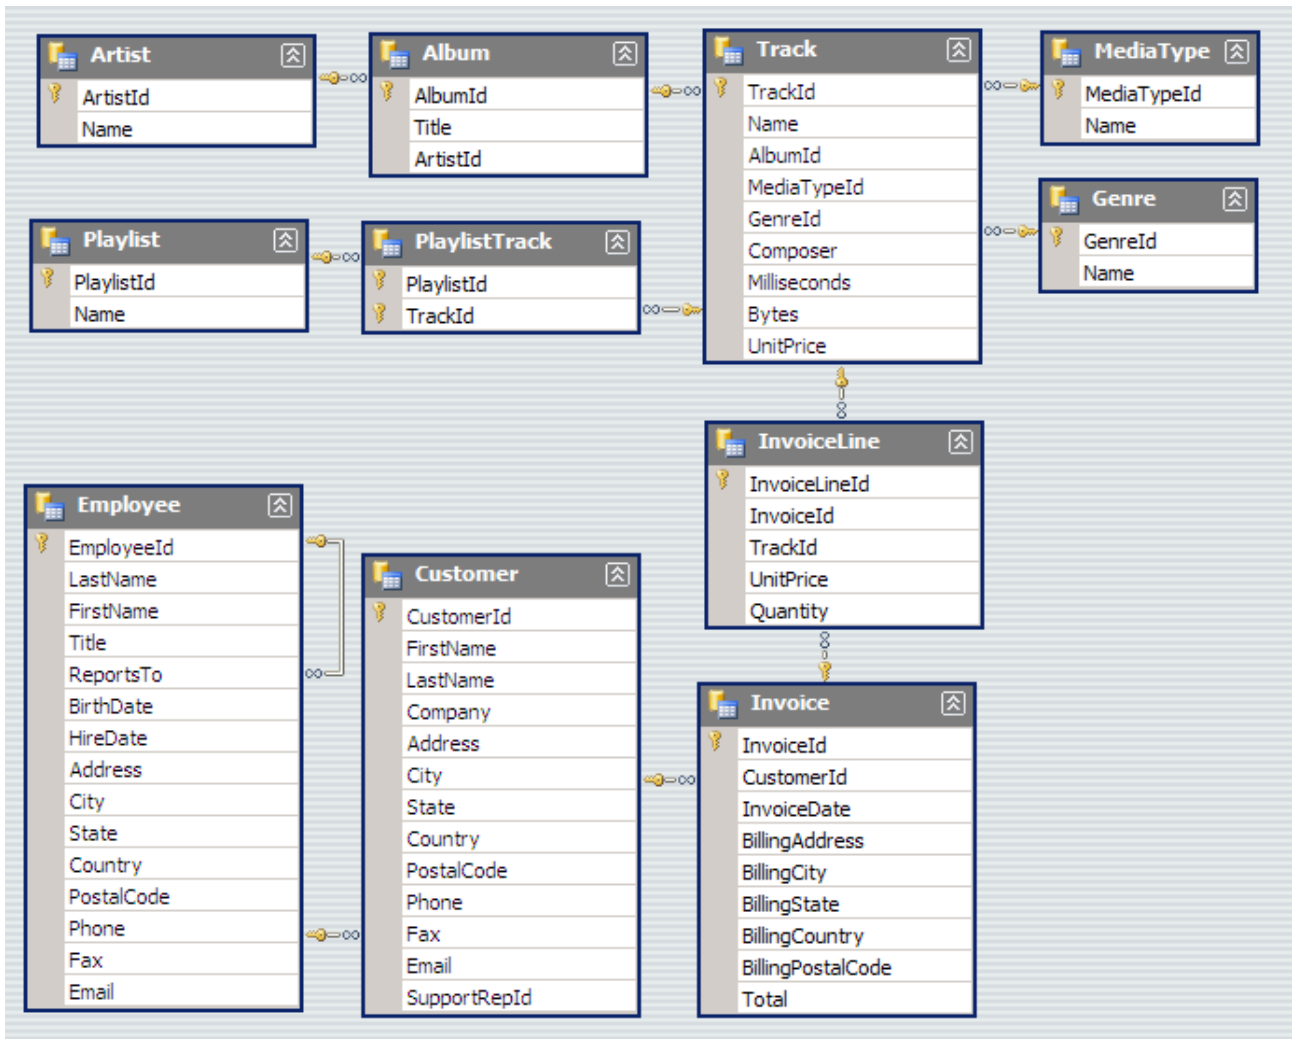 Artist
ArtistId
Name
Album
AlbumId
Title
ArtistId
Track
TrackId
Name
AlbumId
MediaTypeId
GenreId
Composer
Milliseconds
Bytes
UnitPrice
MediaType
MediaTypeId
Name
Genre
GenreId
Name
Playlist
PlaylistId
Name
PlaylistTrack
PlaylistId
TrackId
InvoiceLine
InvoiceLineId
InvoiceId
TrackId
UnitPrice
Quantity
Employee
EmployeeId
LastName
FirstName
Title
ReportsTo
BirthDate
HireDate
Address
City
State
Country
PostalCode
Phone
Fax
Email
Customer
CustomerId
FirstName
LastName
Company
Address
City
State
Country
PostalCode
Phone
Fax
Email
SupportRepId
Invoice
InvoiceId
CustomerId
InvoiceDate
BillingAddress
BillingCity
BillingState
BillingCountry
BillingPostalCode
Total